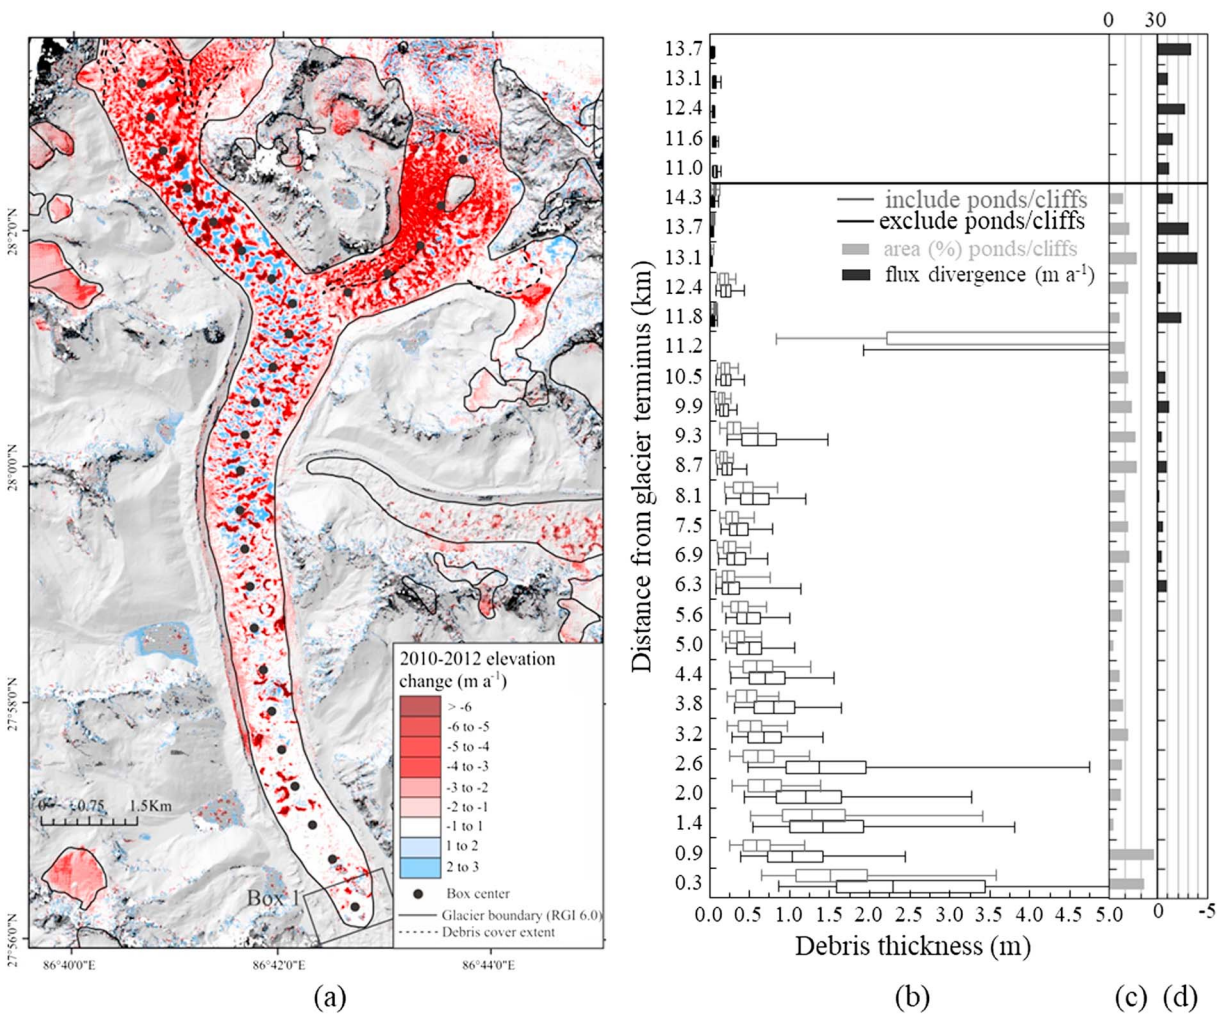 28°2'0"N
28°0'0"N
27°58'0"N
27°56'0"N
86°40'0"E
86°42'0"E
86°44'0"E
0 0.75 1.5Km
Box 1
2010-2012 elevation
change (m a-1)
> -6
-6 to -5
-5 to -4
-4 to -3
-3 to -2
-2 to -1
-1 to 1
1 to 2
2 to 3
Box center
Glacier boundary (RGI 6.0)
Debris cover extent
(a)
0 30
Distance from glacier terminus (km)
13.7
13.1
12.4
11.6
11.0
14.3
13.7
13.1
12.4
11.8
11.2
10.5
9.9
9.3
8.7
8.1
7.5
6.9
6.3
5.6
5.0
4.4
3.8
3.2
2.6
2.0
1.4
0.9
0.3
include ponds/cliffs
exclude ponds/cliffs
area (%) ponds/cliffs
flux divergence (m a-1)
0.0 0.5 1.0 1.5 2.0 2.5 3.0 3.5 4.0 4.5 5.0 0 -5
Debris thickness (m)
(b) (c) (d)